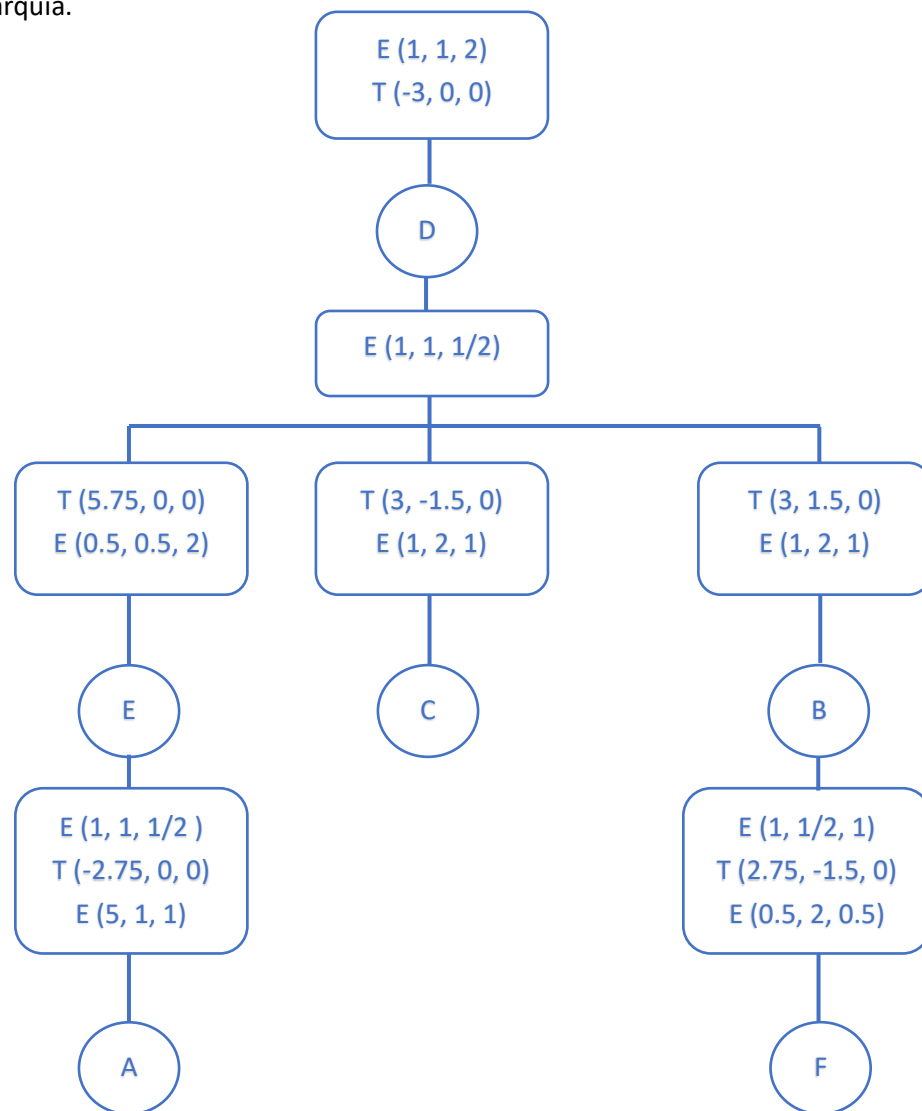 arquía.
E (1, 1, 2)
T (-3, 0, 0)
D
E (1, 1, 1/2)
T (5.75, 0, 0)
E (0.5, 0.5, 2)
T (3, -1.5, 0)
E (1, 2, 1)
T (3, 1.5, 0)
E (1, 2, 1)
E
C
B
E (1, 1, 1/2 )
T (-2.75, 0, 0)
E (5, 1, 1)
E (1, 1/2, 1)
T (2.75, -1.5, 0)
E (0.5, 2, 0.5)
A
F